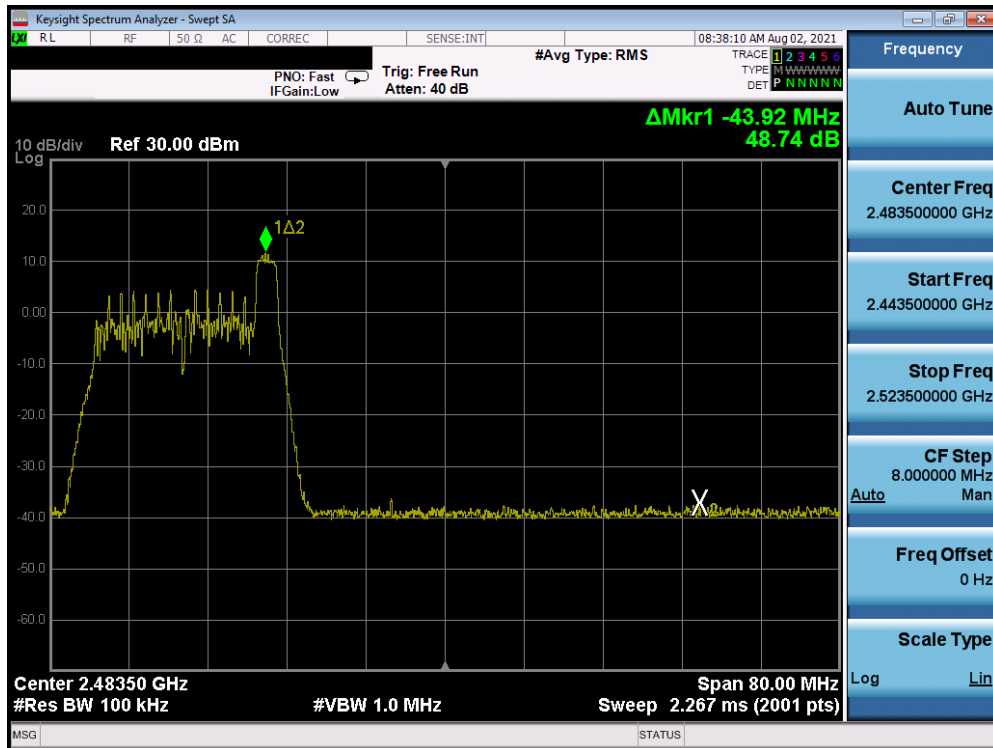 Keysight Spectrum Analyzer - Swept SA
LXI RL RF 50 Ω AC CORREC SENSE:INT 08:38:10 AM Aug 02, 2021
#Avg Type: RMS
TRACE 1 2 3 4 5 6
PNO: Fast Trig: Free Run
TYPE M WWWWW
IFGain:Low Atten: 40 dB
DET P N N N N N
ΔMkr1 -43.92 MHz
48.74 dB
10 dB/div Ref 30.00 dBm
Log
20.0
1Δ2
10.0
0.00
-10.0
-20.0
-30.0
X2
-40.0
-50.0
-60.0
Center 2.48350 GHz Span 80.00 MHz
#Res BW 100 kHz #VBW 1.0 MHz Sweep 2.267 ms (2001 pts)
MSG STATUS
Frequency
Auto Tune
Center Freq
2.483500000 GHz
Start Freq
2.443500000 GHz
Stop Freq
2.523500000 GHz
CF Step
8.000000 MHz
Auto Man
Freq Offset
0 Hz
Scale Type
Log Lin